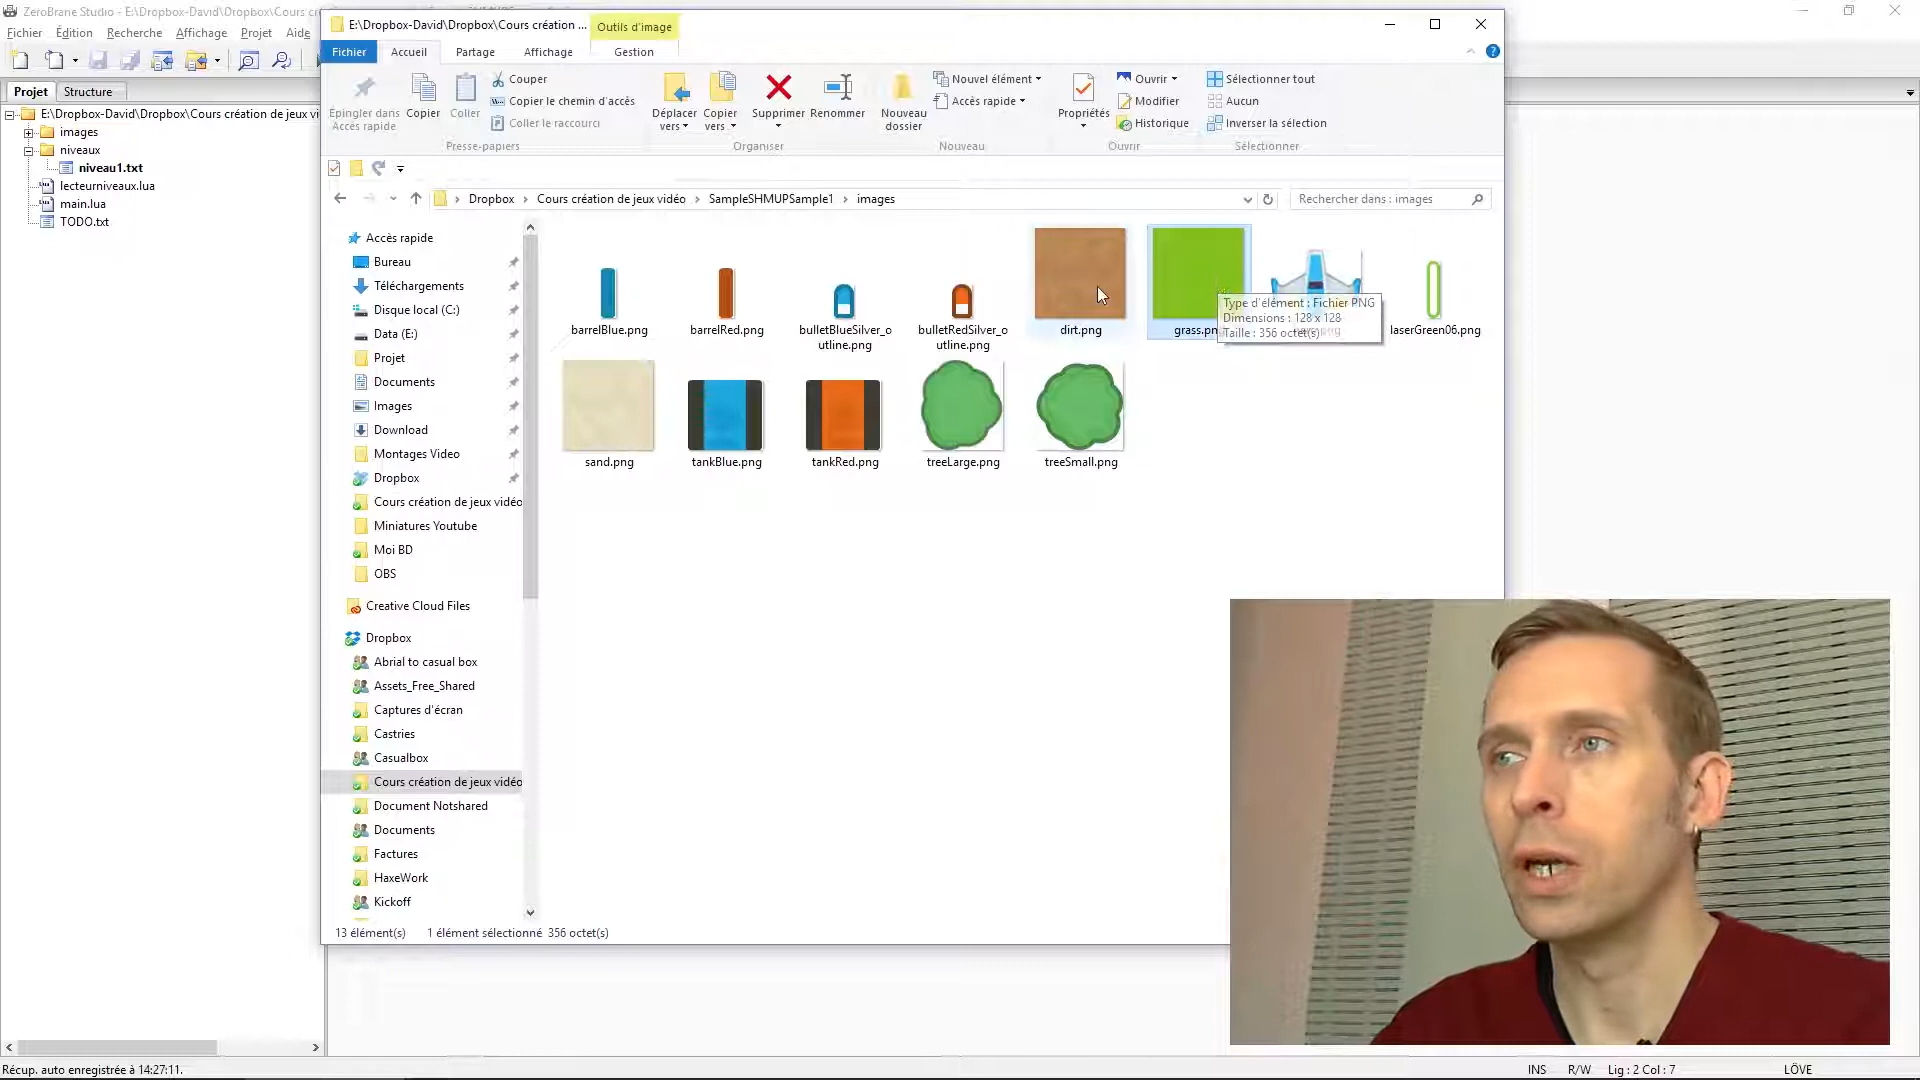 ZeroBrane Studio - E:\Dropbox-David\Dropbox\Cours cr
E:\Dropbox-David\Dropbox\Cours création ...
Outils d'image
Fichier Édition Recherche Affichage Projet Aide
Fichier Accueil Partage Affichage Gestion
Projet Structure
E:\Dropbox-David\Dropbox\Cours création de jeux vi
images
niveaux
niveau1.txt
lecteurniveaux.lua
main.lua
TODO.txt
Épingler dans
Accès rapide
Copier
Coller
Couper
Copier le chemin d'accès
Coller le raccourci
Presse-papiers
Déplacer
vers
Copier
vers
Supprimer
Renommer
Organiser
Nouveau
dossier
Nouvel élément
Accès rapide
Nouveau
Propriétés
Ouvrir
Modifier
Historique
Ouvrir
Sélectionner tout
Aucun
Inverser la sélection
Sélectionner
Dropbox > Cours création de jeux vidéo > SampleSHMUPSample1 > images
Rechercher dans : images
Accès rapide
Bureau
Téléchargements
Disque local (C:)
Data (E:)
Projet
Documents
Images
Download
Montages Video
Dropbox
Cours création de jeux vidéo
Miniatures Youtube
Moi BD
OBS
Creative Cloud Files
Dropbox
Abrial to casual box
Assets_Free_Shared
Captures d'écran
Castries
Casualbox
Cours création de jeux vidéo
Document Notshared
Documents
Factures
HaxeWork
Kickoff
barrelBlue.png
barrelRed.png
bulletBlueSilver_o
utline.png
bulletRedSilver_o
utline.png
dirt.png
grass.pn
laserGreen06.png
Type d'élément : Fichier PNG
Dimensions : 128 x 128
Taille : 356 octet(s)
sand.png
tankBlue.png
tankRed.png
treeLarge.png
treeSmall.png
13 élément(s) 1 élément sélectionné 356 octet(s)
Récup. auto enregistrée à 14:27:11.
INS R/W Lig : 2 Col : 7 LÖVE